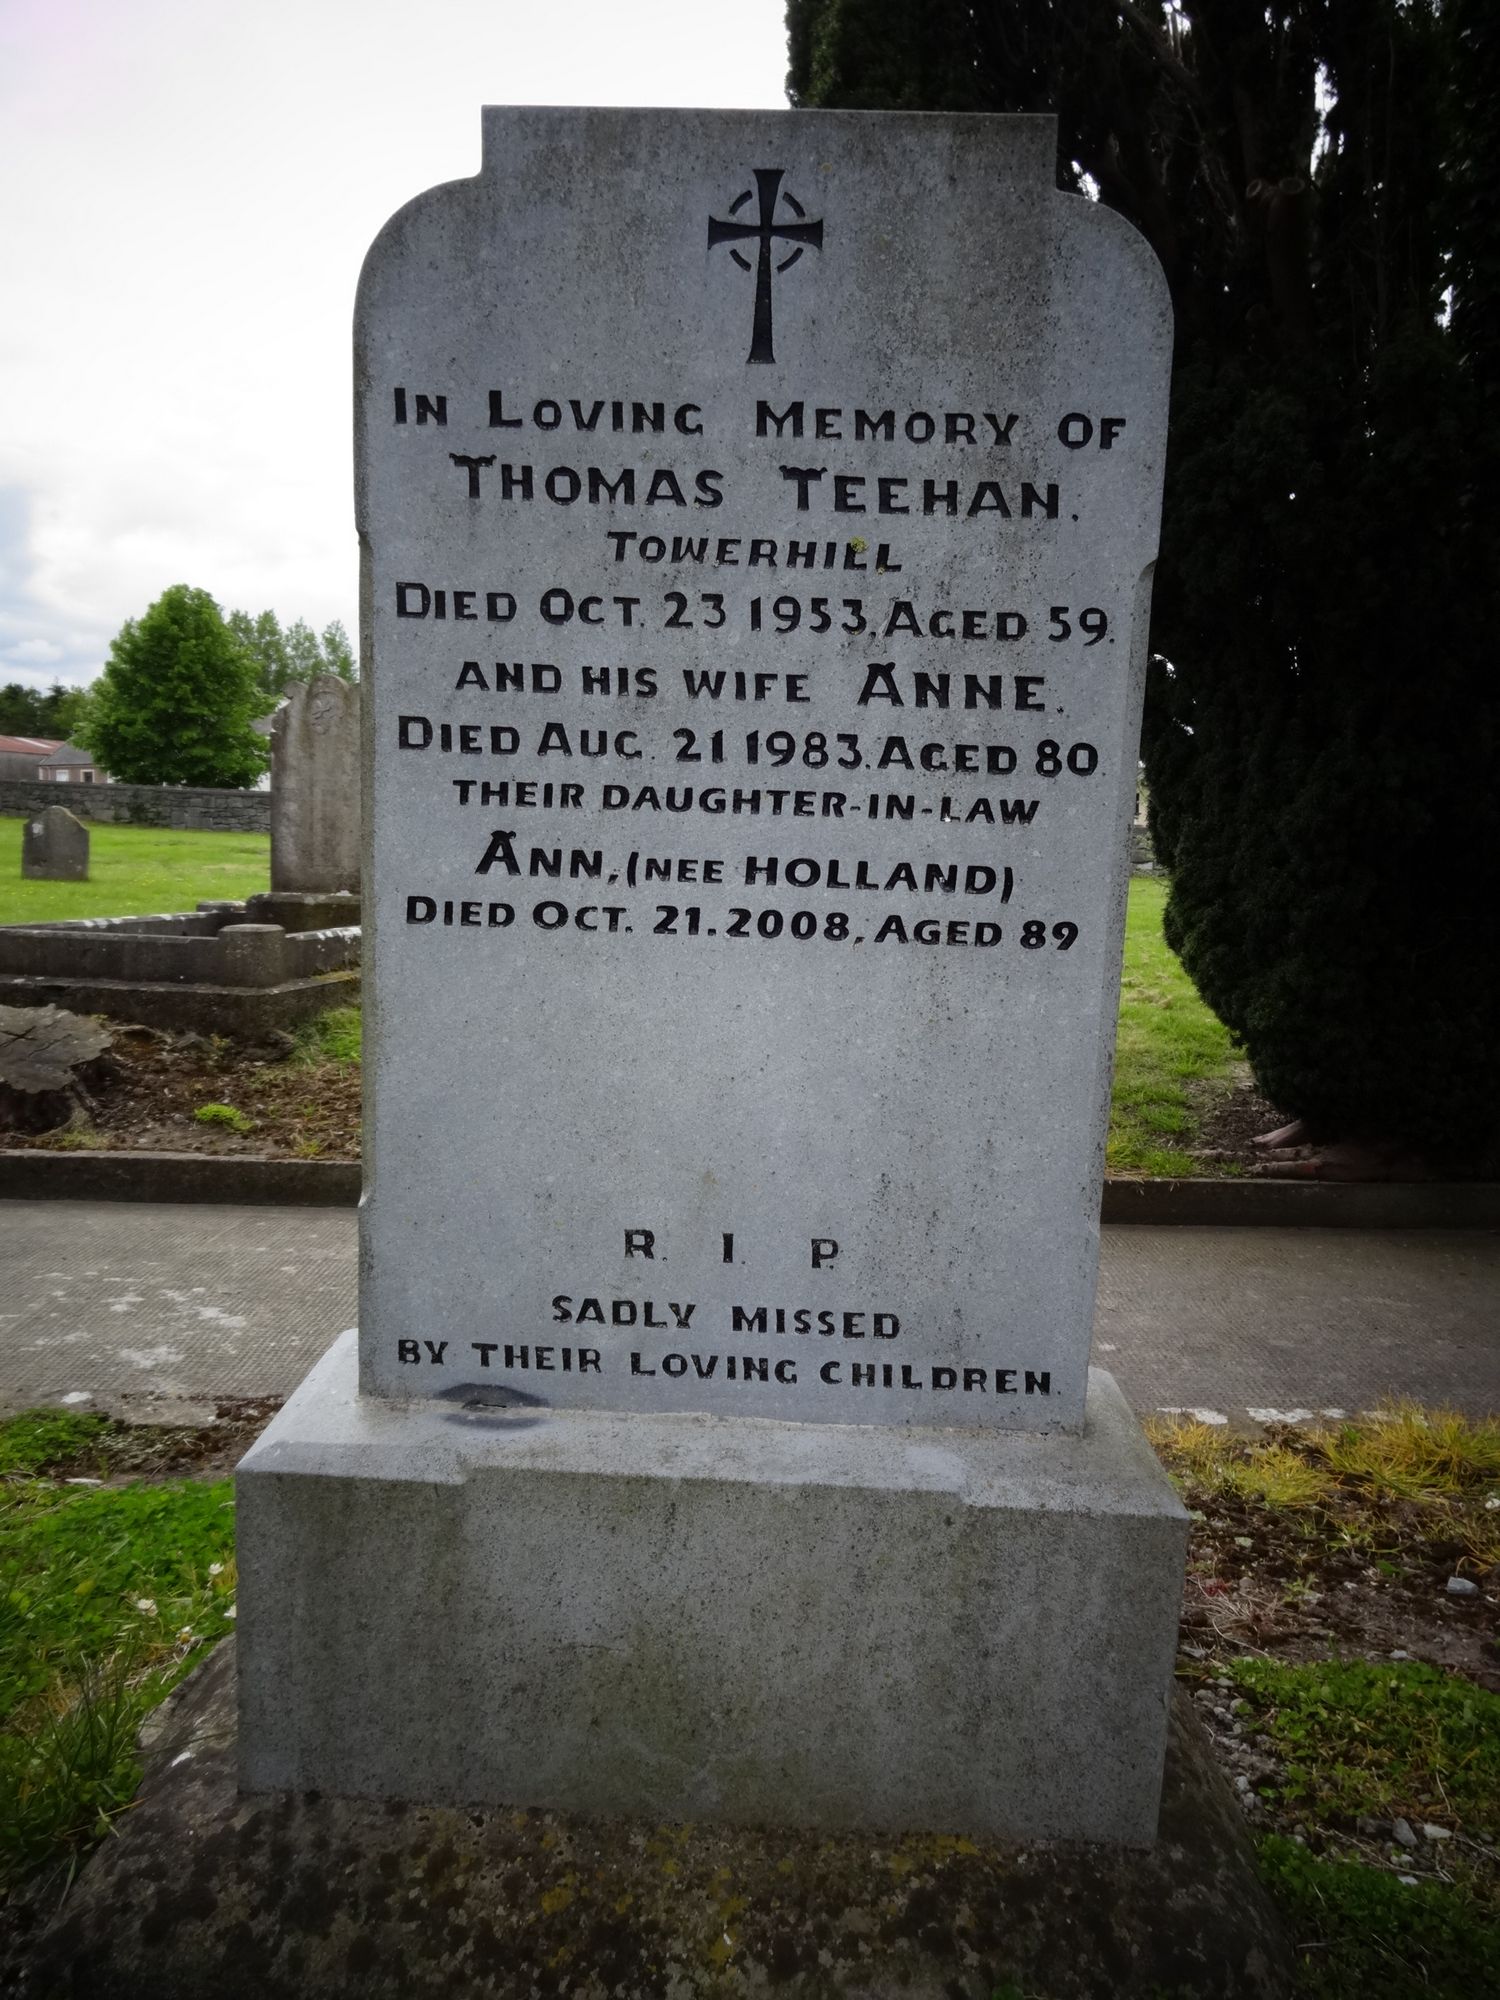 In Loving Memory Of
Thomas Teehan.
Towerhill
Died Oct. 23 1953. Aged 59.
and his wife Anne.
Died Aug. 21 1983. Aged 80.
their daughter-in-law
Ann, (nee Holland)
Died Oct. 21. 2008, Aged 89
R. I. P.
Sadly missed
by their loving children.